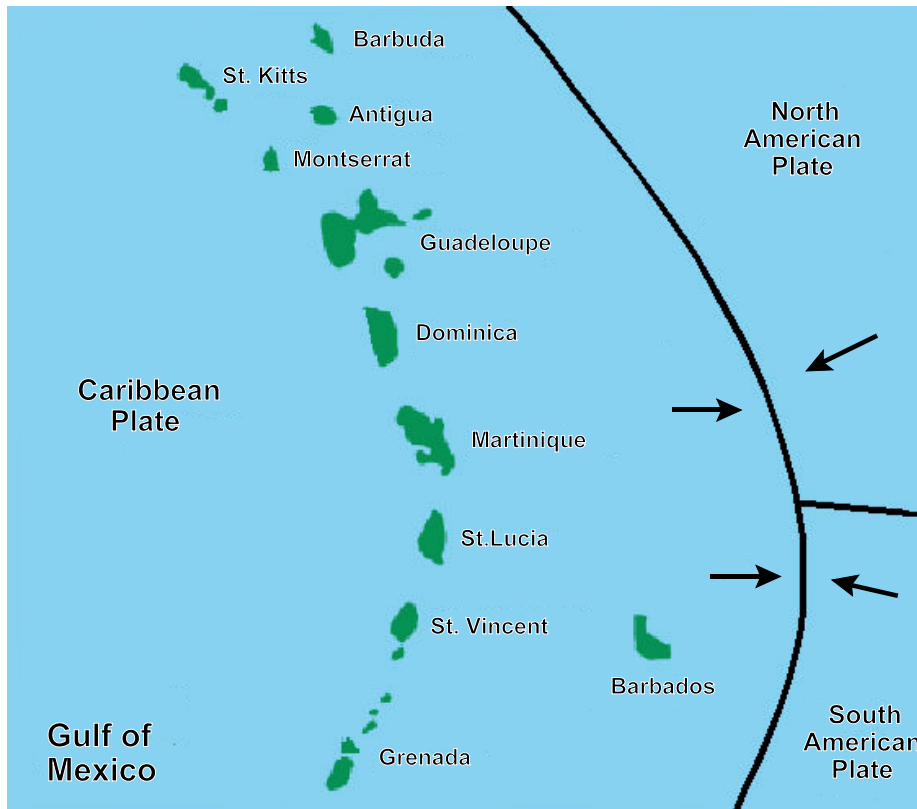 Barbuda
St. Kitts
Antigua
North
American
Plate
Montserrat
Guadeloupe
Dominica
Caribbean
Plate
Martinique
St.Lucia
St. Vincent
Barbados
Gulf of
Mexico
Grenada
South
American
Plate